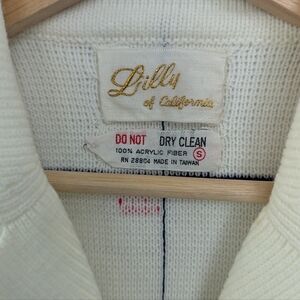 Lilly
of California
DO NOT DRY CLEAN
100% ACRYLIC FIBER S
RN 28804 MADE IN TAIWAN